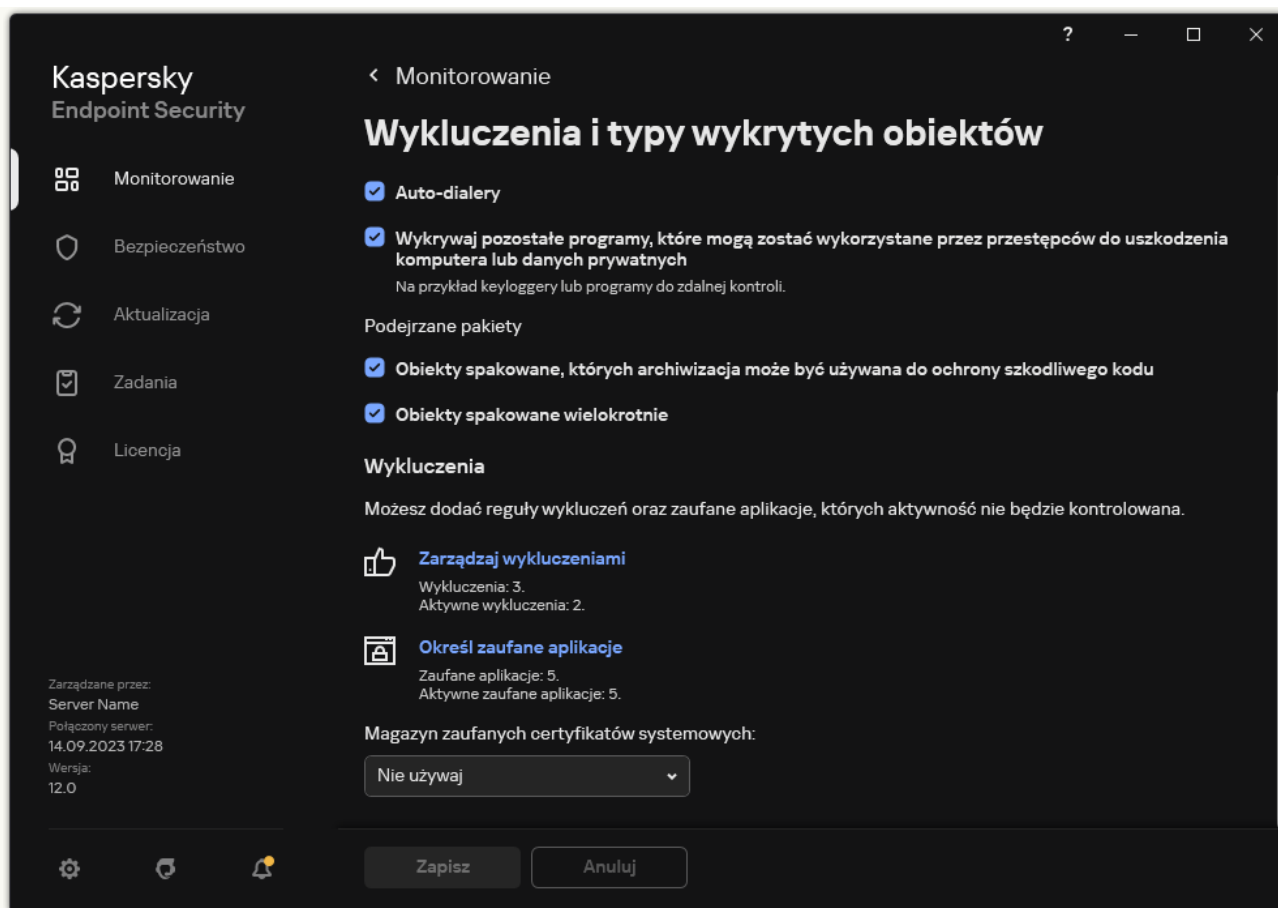 ?
Kaspersky
Endpoint Security
Monitorowanie
Bezpieczeństwo
Aktualizacja
Zadania
Licencja
Zarządzane przez:
Server Name
Połączony serwer:
14.09.2023 17:28
Wersja:
12.0
< Monitorowanie
Wykluczenia i typy wykrytych obiektów
Auto-dialery
Wykrywaj pozostałe programy, które mogą zostać wykorzystane przez przestępców do uszkodzenia
komputera lub danych prywatnych
Na przykład keyloggery lub programy do zdalnej kontroli.
Podejrzane pakiety
Obiekty spakowane, których archiwizacja może być używana do ochrony szkodliwego kodu
Obiekty spakowane wielokrotnie
Wykluczenia
Możesz dodać reguły wykluczeń oraz zaufane aplikacje, których aktywność nie będzie kontrolowana.
Zarządzaj wykluczeniami
Wykluczenia: 3.
Aktywne wykluczenia: 2.
Określ zaufane aplikacje
Zaufane aplikacje: 5.
Aktywne zaufane aplikacje: 5.
Magazyn zaufanych certyfikatów systemowych:
Nie używaj
Zapisz
Anuluj